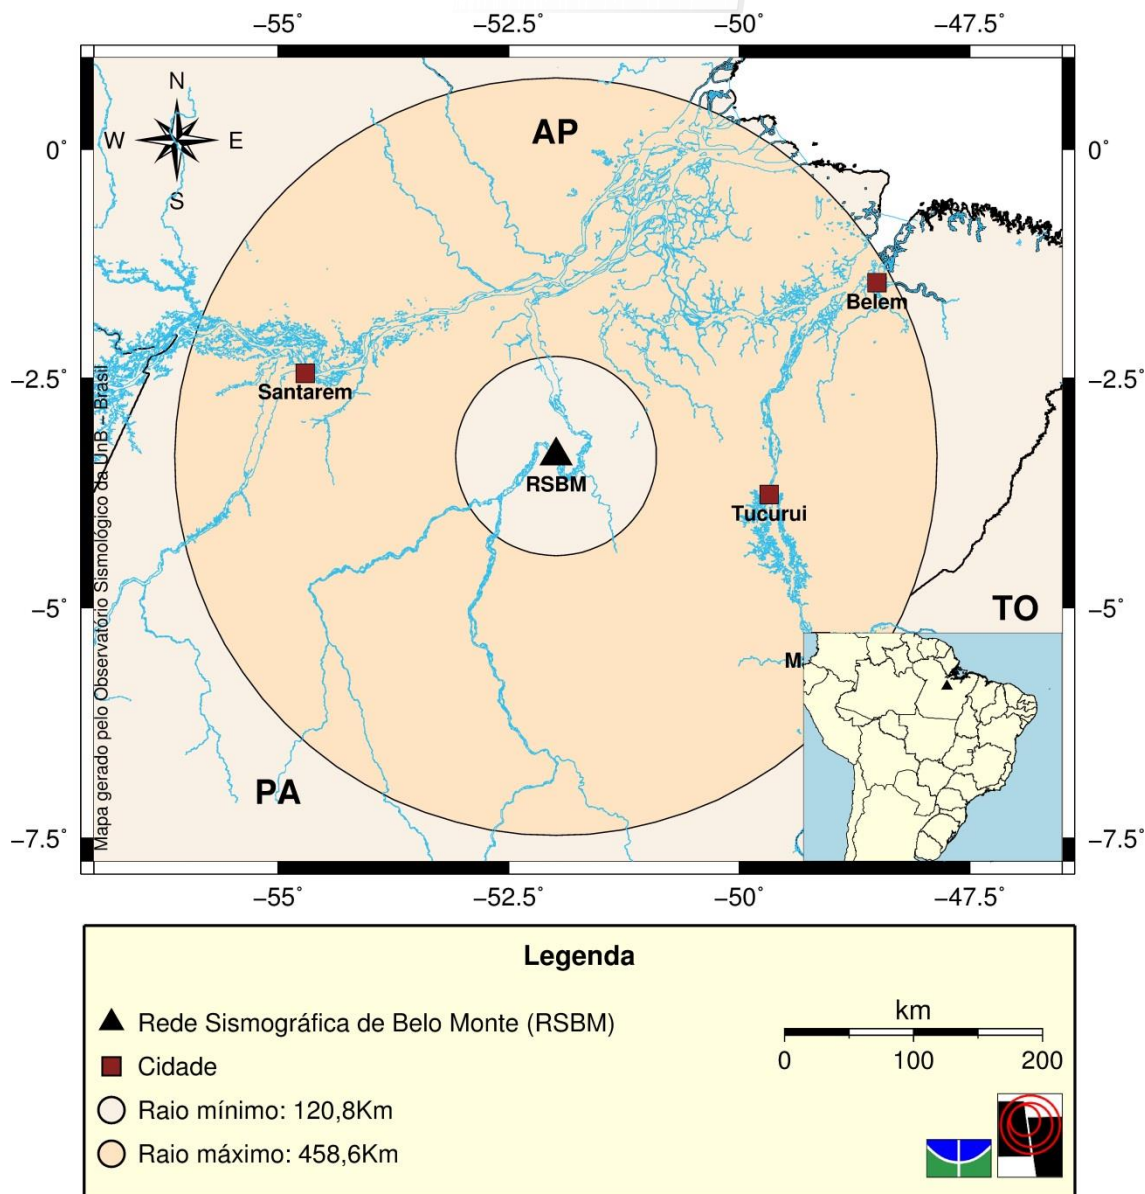 −55˚ −52.5˚ −50˚ −47.5˚
N
W E
S
AP
0˚ 0˚
Belem
−2.5˚ −2.5˚
Santarem
RSBM
Tucurui
−5˚ −5˚
TO
M
PA
−7.5˚ −7.5˚
Mapa gerado pelo Observatório Sismológico da UnB − Brasil
−55˚ −52.5˚ −50˚ −47.5˚
Legenda
Rede Sismográfica de Belo Monte (RSBM)
Cidade
Raio mínimo: 120,8Km
Raio máximo: 458,6Km
km
0 100 200